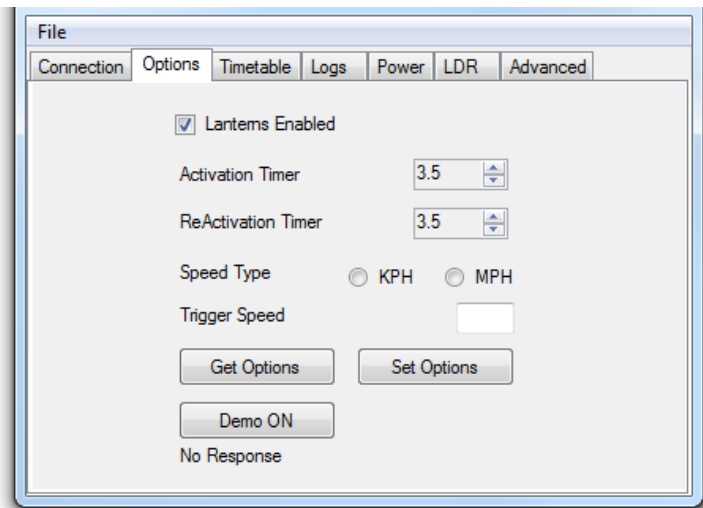 File
Connection Options Timetable Logs Power LDR Advanced
Lanterns Enabled
Activation Timer 3.5
ReActivation Timer 3.5
Speed Type KPH MPH
Trigger Speed
Get Options Set Options
Demo ON
No Response